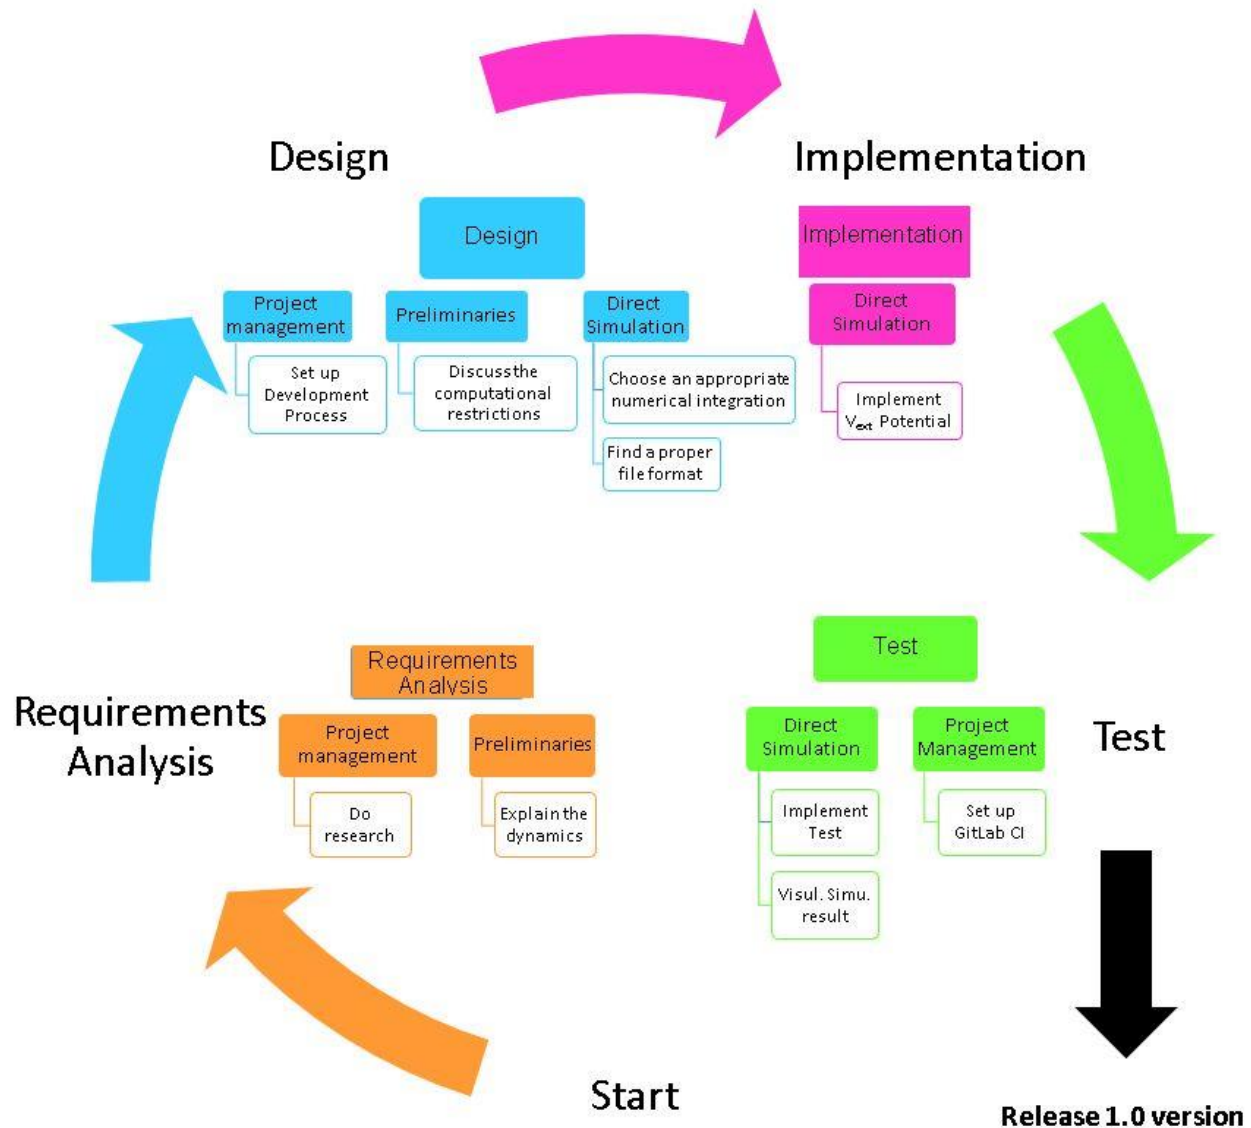 Design
Implementation
Design
Project
management
Set up
Development
Process
Preliminaries
Discuss the
computational
restrictions
Direct
Simulation
Choose an appropriate
numerical integration
Find a proper
file format
Implementation
Direct
Simulation
Implement
Vext Potential
Requirements
Analysis
Requirements
Analysis
Project
management
Do
research
Preliminaries
Explain the
dynamics
Test
Direct
Simulation
Implement
Test
Visul. Simu.
result
Project
Management
Set up
GitLab CI
Test
Start
Release 1.0 version